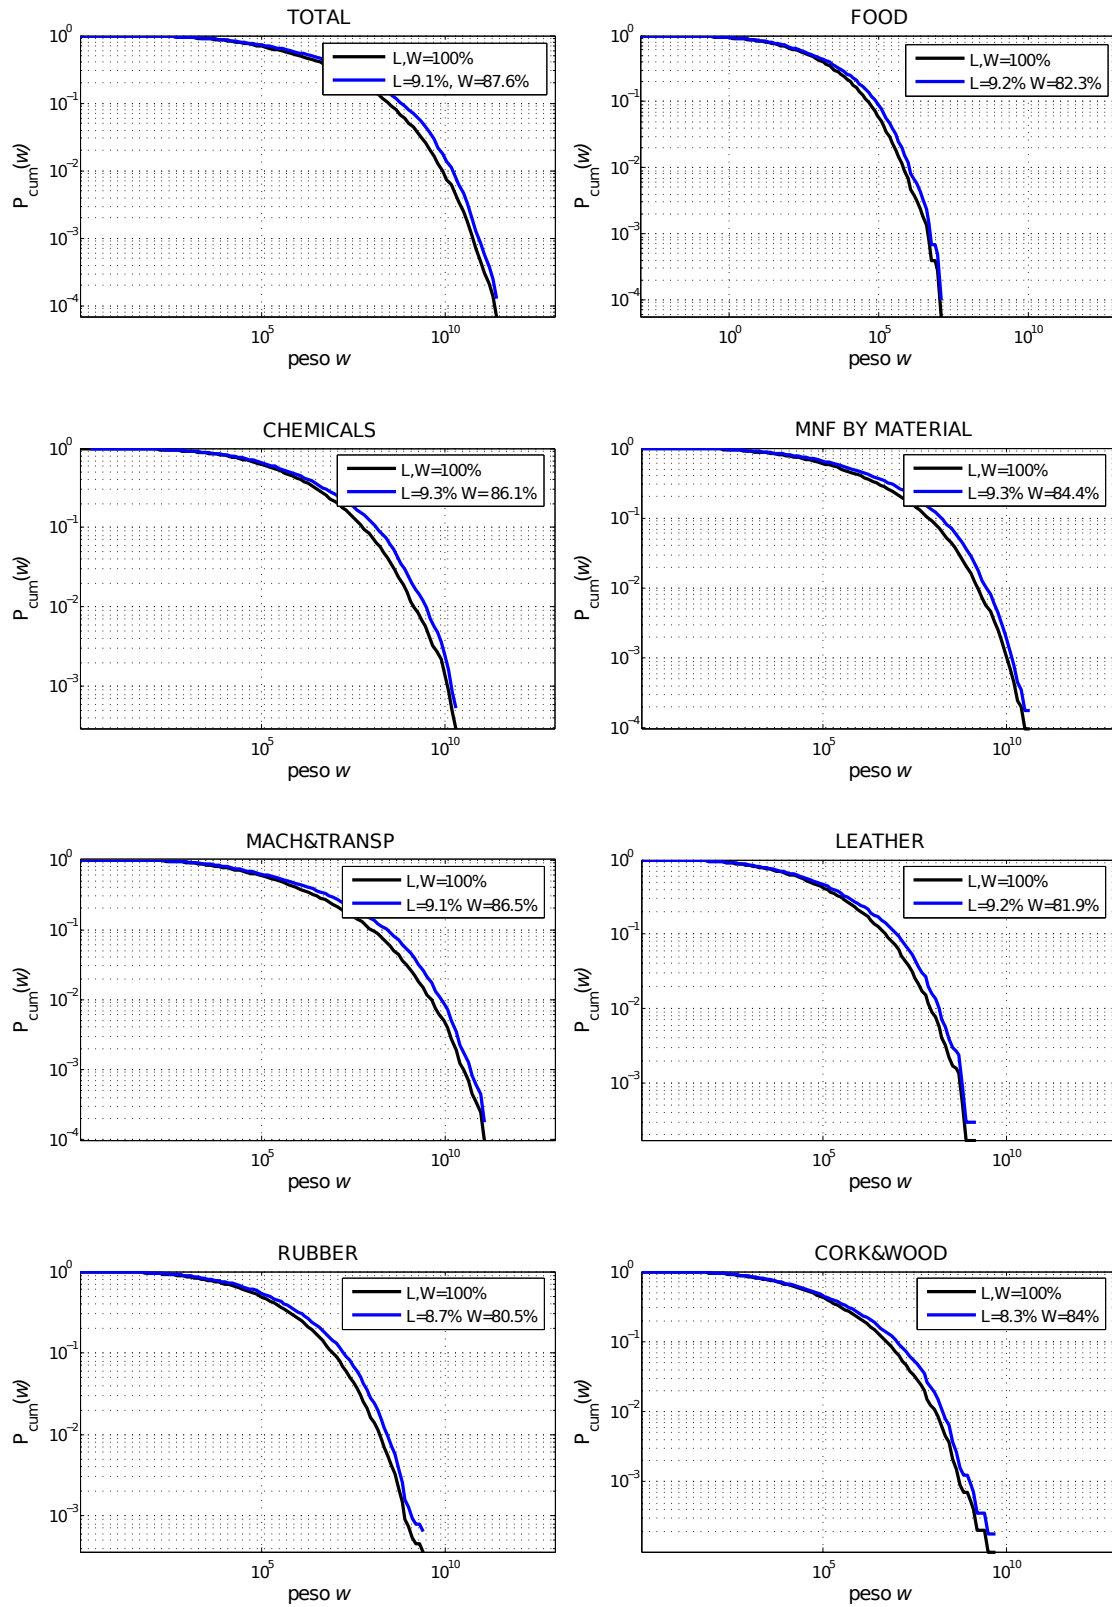 TOTAL
10^0
10^-1
10^-2
10^-3
10^-4
P_cum(w)
L,W=100%
L=9.1%, W=87.6%
10^5
10^10
peso w
FOOD
10^0
10^-1
10^-2
10^-3
10^-4
P_cum(w)
L,W=100%
L=9.2% W=82.3%
10^0
10^5
10^10
peso w
CHEMICALS
10^0
10^-1
10^-2
10^-3
P_cum(w)
L,W=100%
L=9.3% W=86.1%
10^5
10^10
peso w
MNF BY MATERIAL
10^0
10^-1
10^-2
10^-3
10^-4
P_cum(w)
L,W=100%
L=9.3% W=84.4%
10^5
10^10
peso w
MACH&TRANSP
10^0
10^-1
10^-2
10^-3
10^-4
P_cum(w)
L,W=100%
L=9.1% W=86.5%
10^5
10^10
peso w
LEATHER
10^0
10^-1
10^-2
10^-3
P_cum(w)
L,W=100%
L=9.2% W=81.9%
10^5
10^10
peso w
RUBBER
10^0
10^-1
10^-2
10^-3
P_cum(w)
L,W=100%
L=8.7% W=80.5%
10^5
10^10
peso w
CORK&WOOD
10^0
10^-1
10^-2
10^-3
P_cum(w)
L,W=100%
L=8.3% W=84%
10^5
10^10
peso w